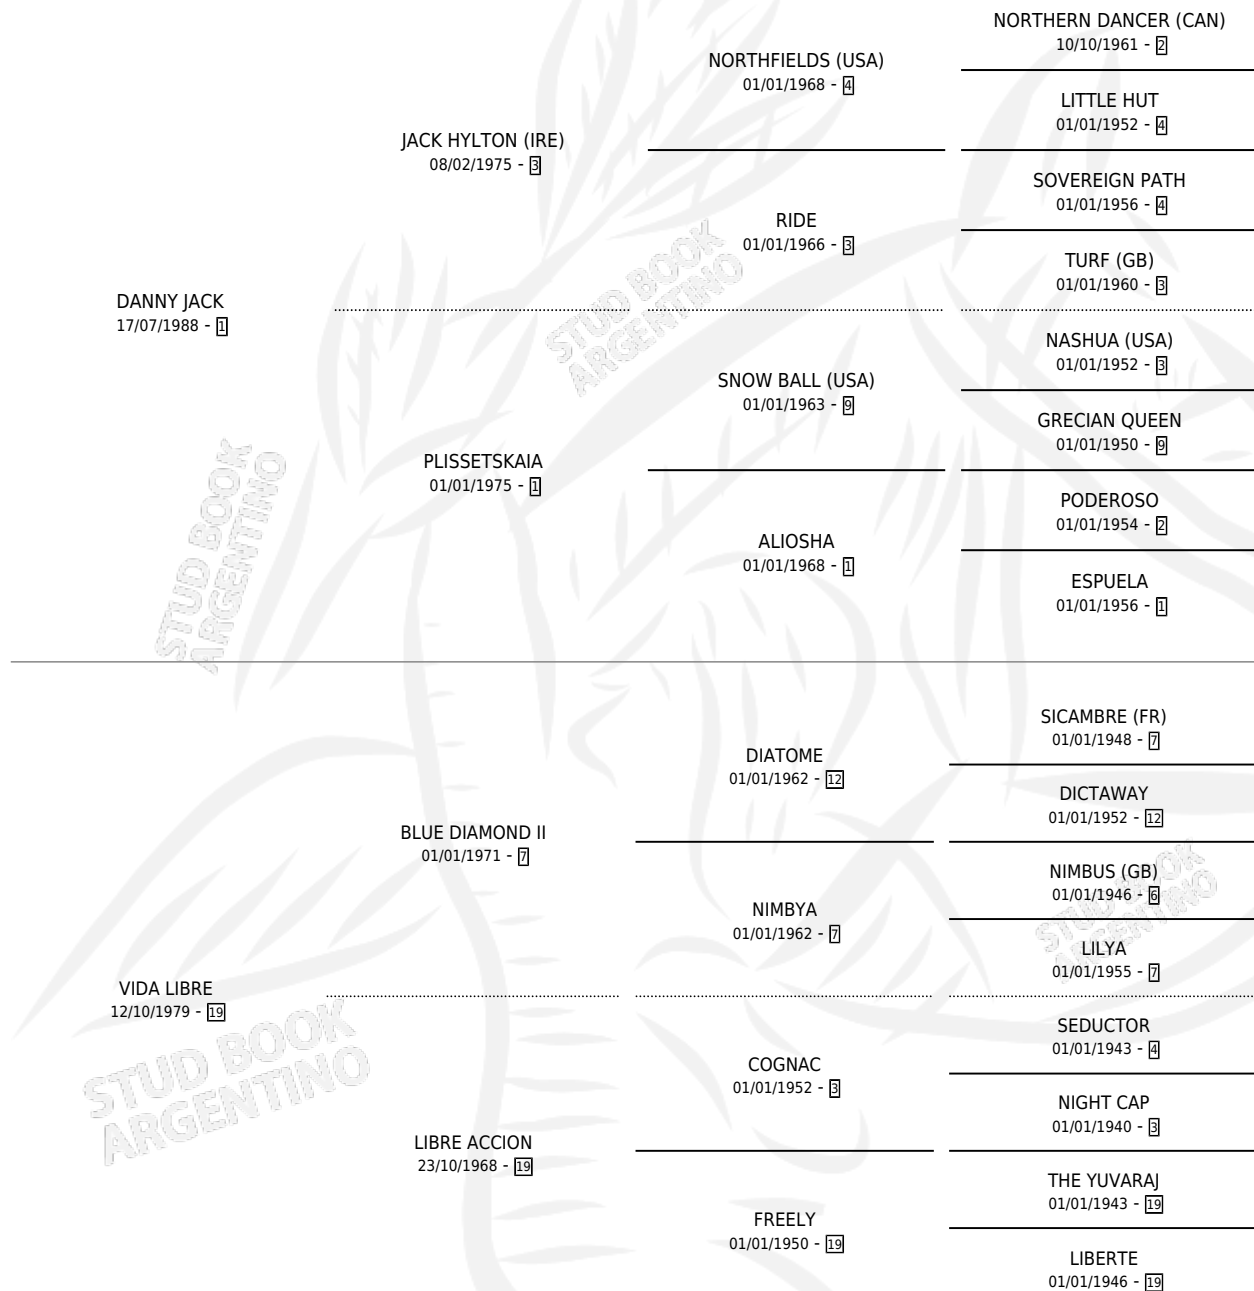 NORTHERN DANCER (CAN)
10/10/1961 - 2
NORTHFIELDS (USA)
01/01/1968 - 4
LITTLE HUT
01/01/1952 - 4
JACK HYLTON (IRE)
08/02/1975 - 3
SOVEREIGN PATH
01/01/1956 - 4
RIDE
01/01/1966 - 3
TURF (GB)
01/01/1960 - 3
DANNY JACK
17/07/1988 - 1
STUD BOOK
ARGENTINO
NASHUA (USA)
01/01/1952 - 3
SNOW BALL (USA)
01/01/1963 - 9
GRECIAN QUEEN
01/01/1950 - 9
PLISSETSKAIA
01/01/1975 - 1
PODEROSO
01/01/1954 - 2
ALIOSHA
01/01/1968 - 1
ESPUELA
01/01/1956 - 1
STUD BOOK
ARGENTINO
SICAMBRE (FR)
01/01/1948 - 7
DIATOME
01/01/1962 - 12
DICTAWAY
01/01/1952 - 12
BLUE DIAMOND II
01/01/1971 - 7
NIMBUS (GB)
01/01/1946 - 6
NIMBYA
01/01/1962 - 7
LILYA
01/01/1955 - 7
STUD BOOK
ARGENTINO
VIDA LIBRE
12/10/1979 - 19
SEDUCTOR
01/01/1943 - 4
COGNAC
01/01/1952 - 3
NIGHT CAP
01/01/1940 - 3
STUD BOOK
ARGENTINO
LIBRE ACCION
23/10/1968 - 19
THE YUVARAJ
01/01/1943 - 19
FREELY
01/01/1950 - 19
LIBERTE
01/01/1946 - 19